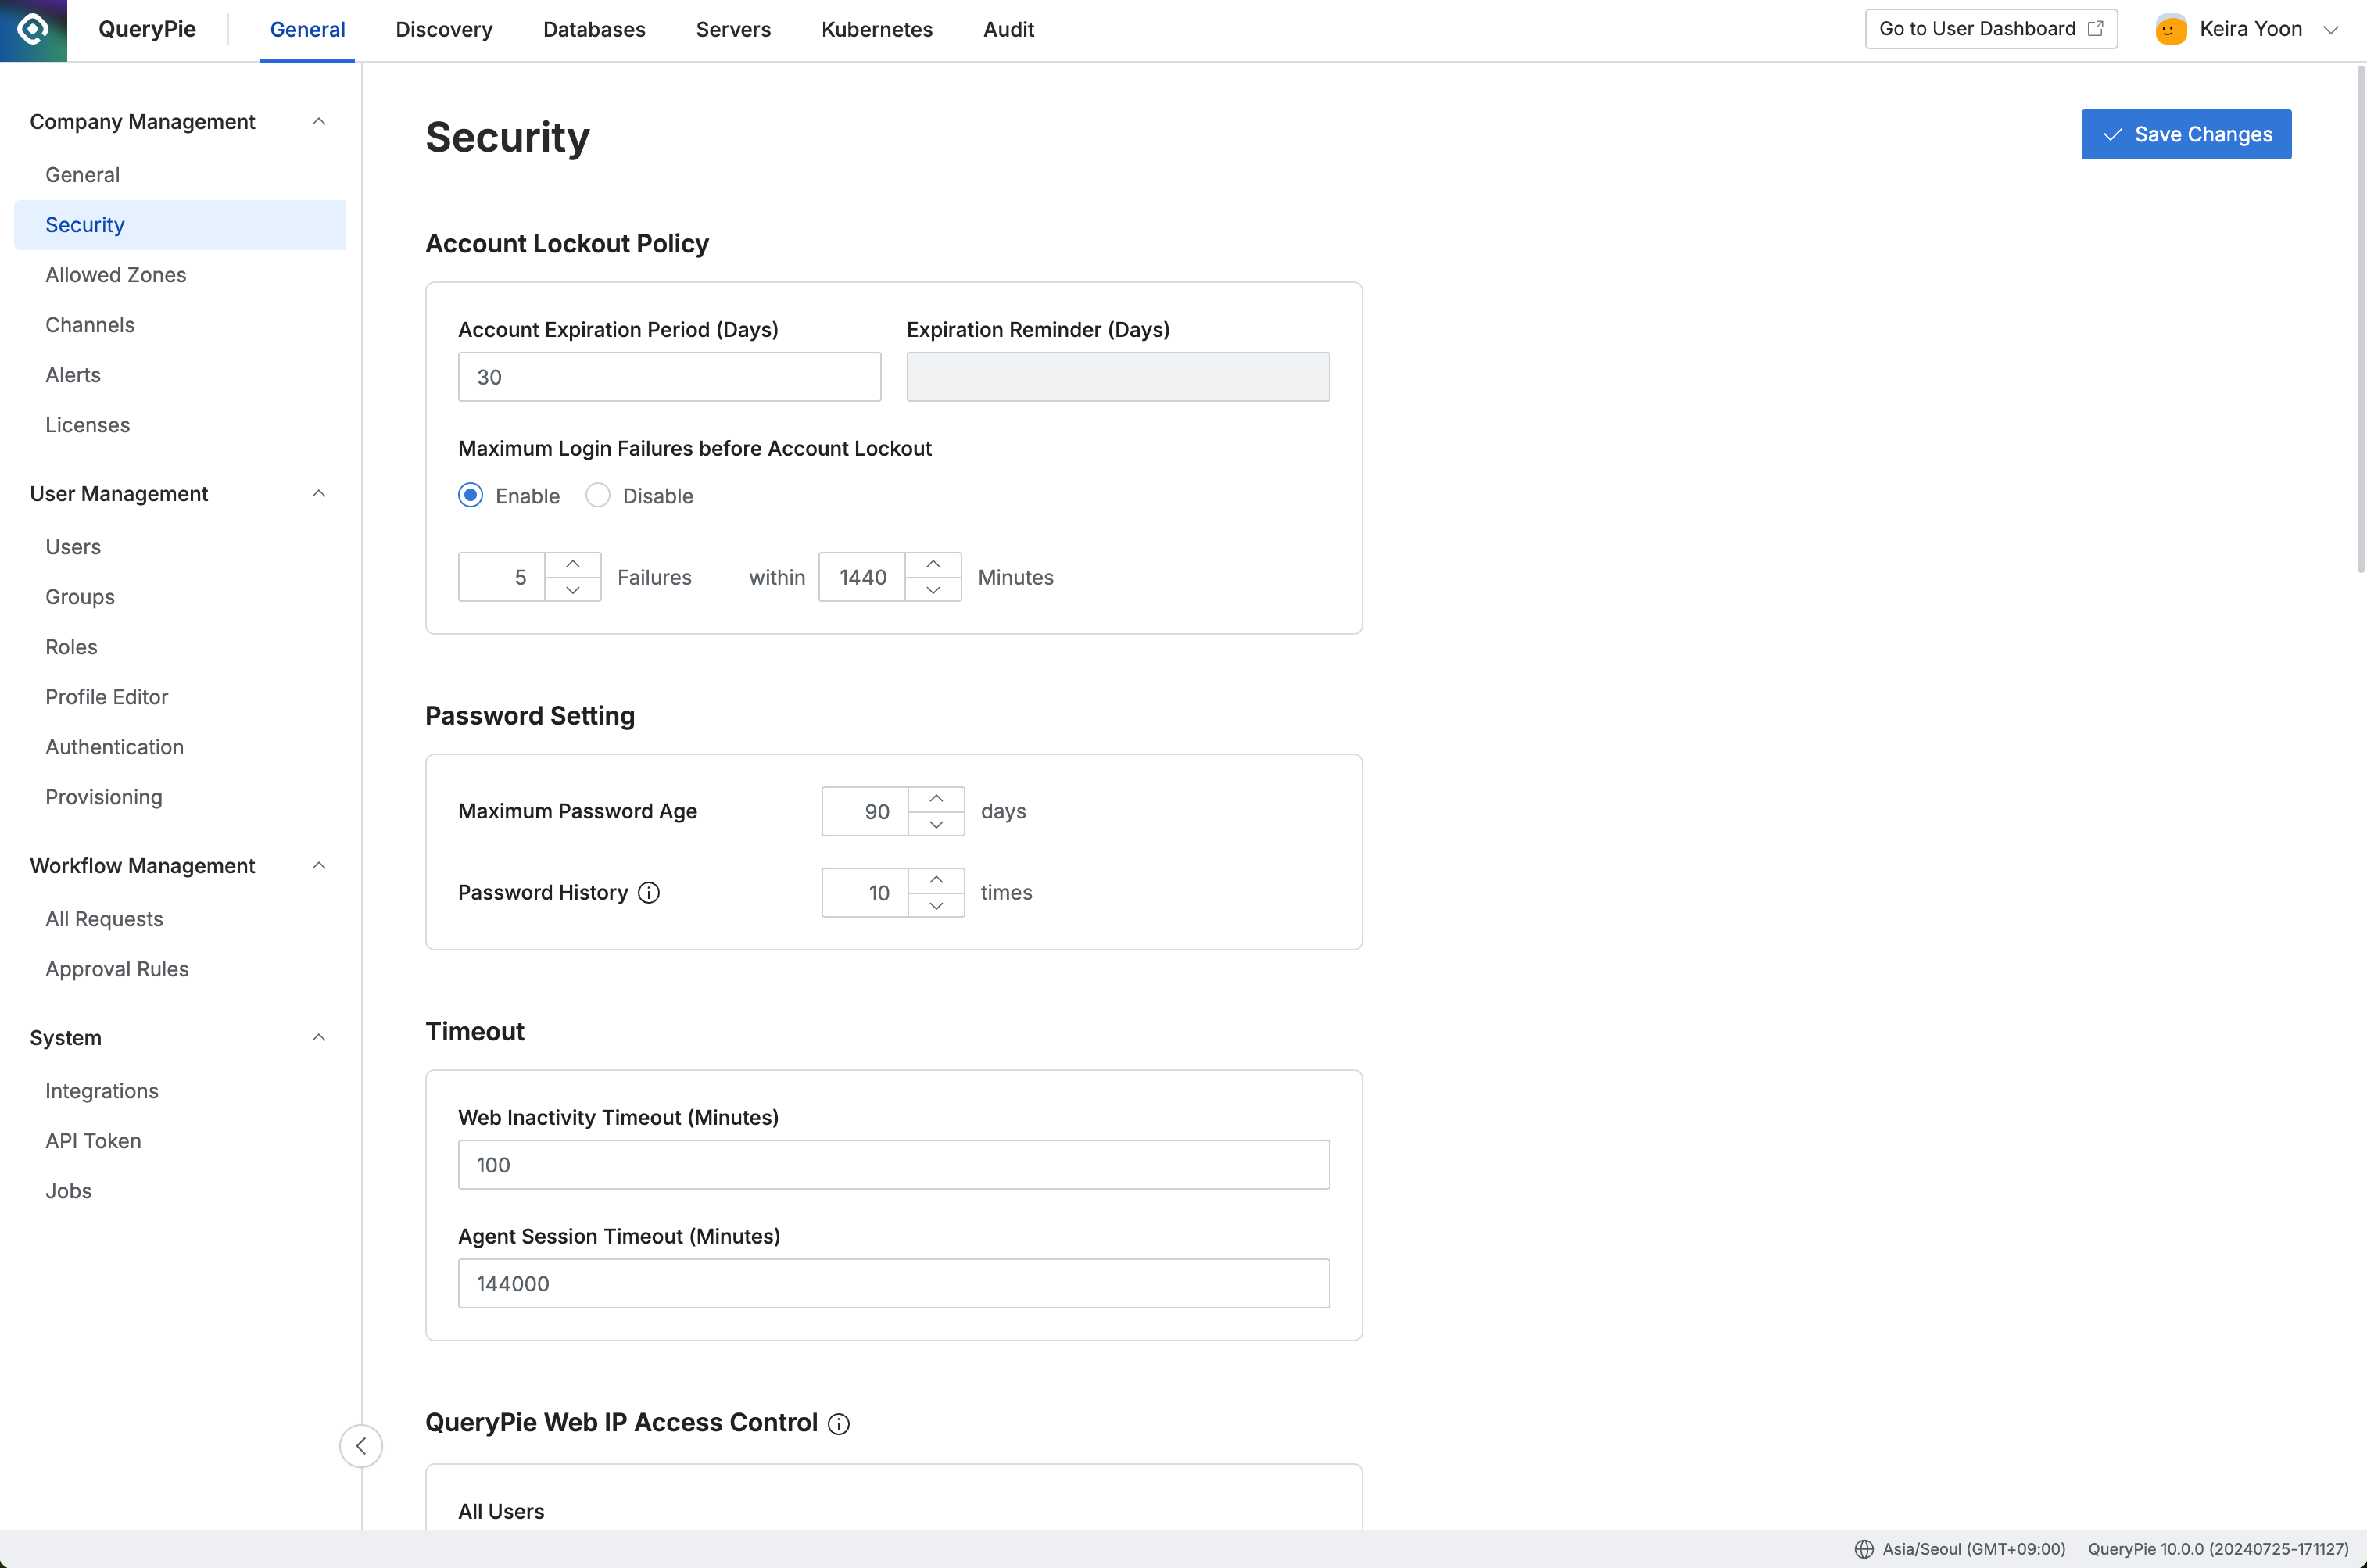 QueryPie
General
Discovery
Databases
Servers
Kubernetes
Audit
Go to User Dashboard
Keira Yoon
Company Management
General
Security
Allowed Zones
Channels
Alerts
Licenses
User Management
Users
Groups
Roles
Profile Editor
Authentication
Provisioning
Workflow Management
All Requests
Approval Rules
System
Integrations
API Token
Jobs
Security
Save Changes
Account Lockout Policy
Account Expiration Period (Days)
Expiration Reminder (Days)
30
Maximum Login Failures before Account Lockout
Enable
Disable
5 Failures within 1440 Minutes
Password Setting
Maximum Password Age 90 days
Password History 10 times
Timeout
Web Inactivity Timeout (Minutes)
100
Agent Session Timeout (Minutes)
144000
QueryPie Web IP Access Control
All Users
Asia/Seoul (GMT+09:00)
QueryPie 10.0.0 (20240725-171127)